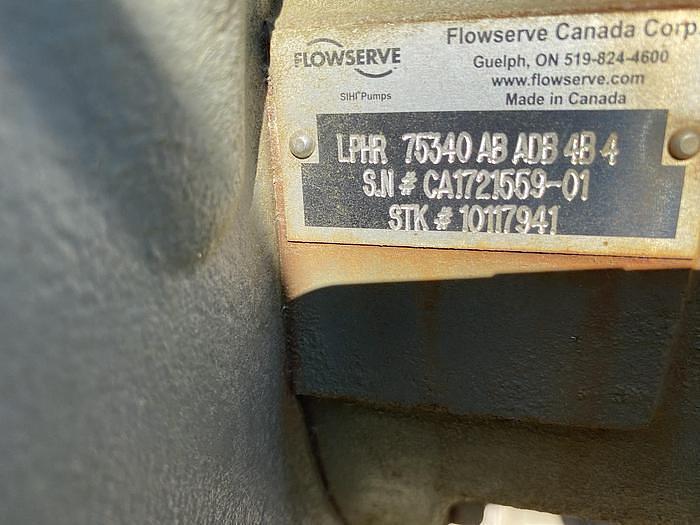 FLOWSERVE
SIHI® Pumps
Flowserve Canada Corp
Guelph, ON 519-824-4600
www.flowserve.com
Made in Canada
LPHR 75340 AB ADB 4B 4
S.N # CA1721559-01
STK # 10117941